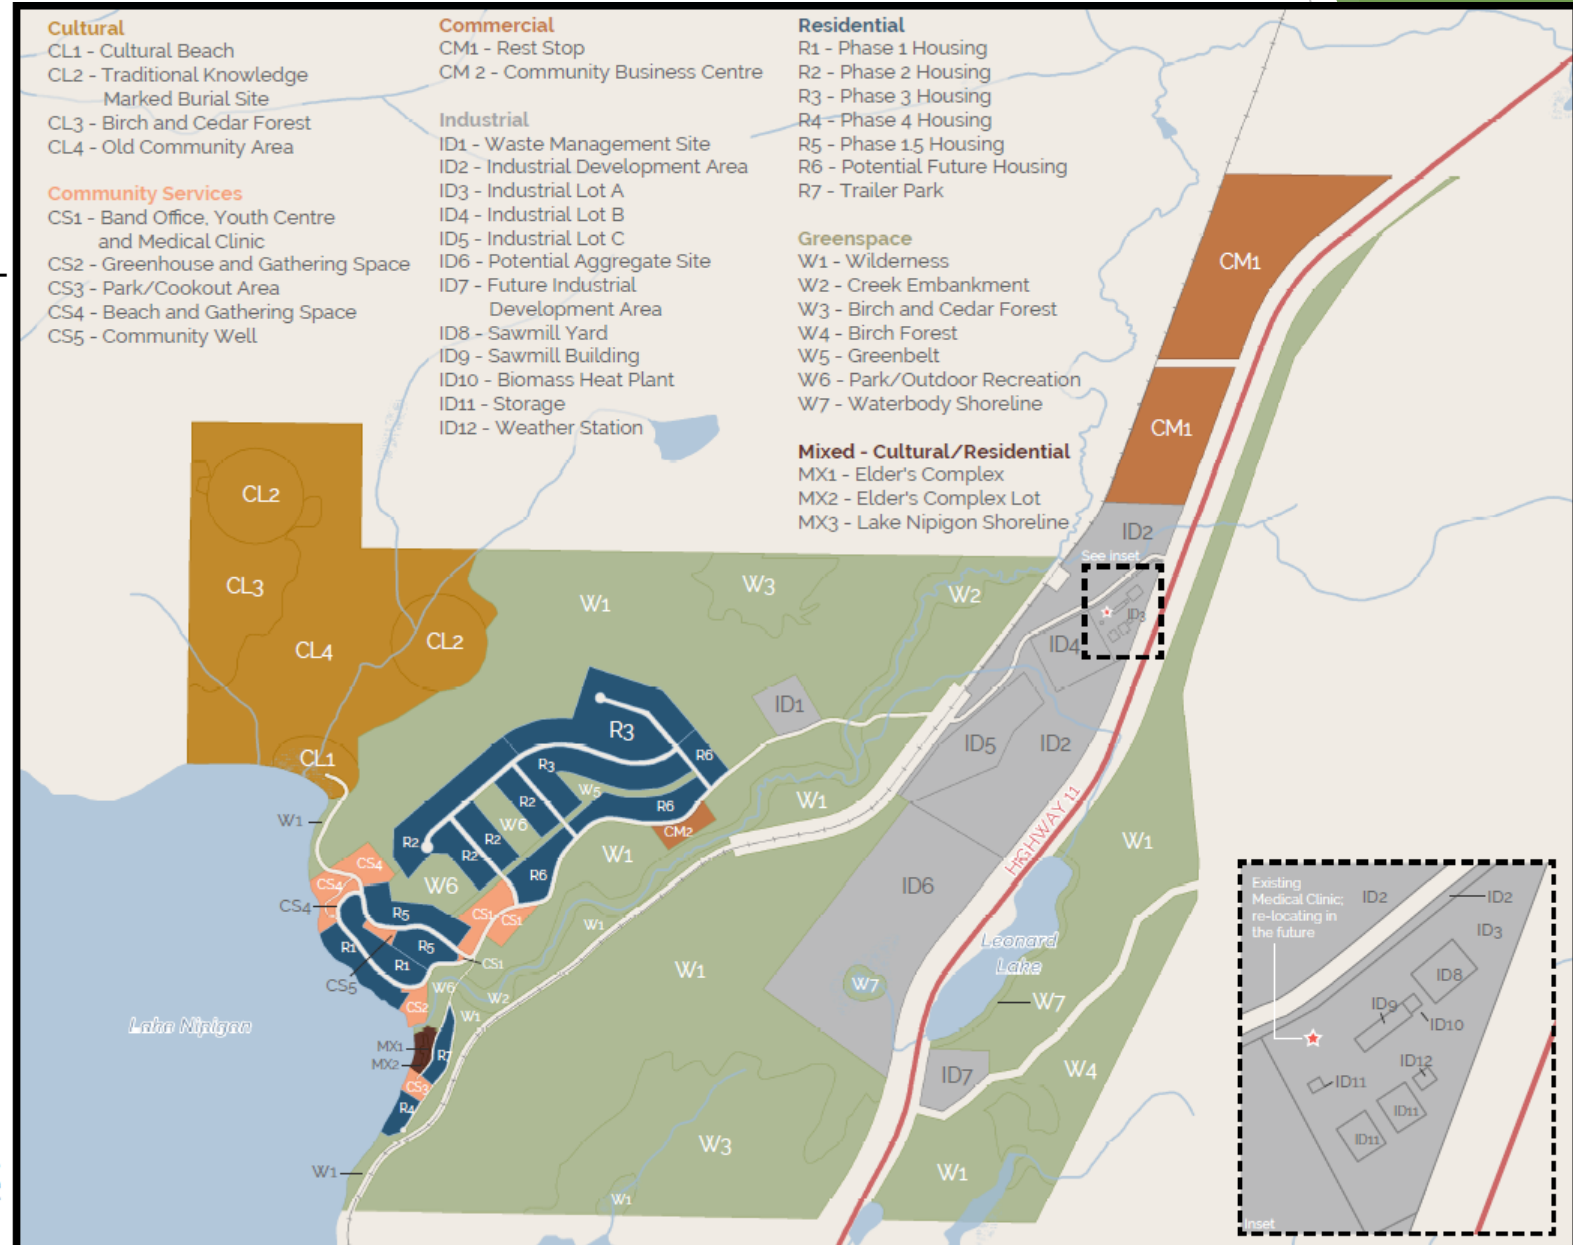 Cultural
CL1 - Cultural Beach
CL2 - Traditional Knowledge
Marked Burial Site
CL3 - Birch and Cedar Forest
CL4 - Old Community Area
Community Services
CS1 - Band Office, Youth Centre
and Medical Clinic
CS2 - Greenhouse and Gathering Space
CS3 - Park/Cookout Area
CS4 - Beach and Gathering Space
CS5 - Community Well
Commercial
CM1 - Rest Stop
CM 2 - Community Business Centre
Industrial
ID1 - Waste Management Site
ID2 - Industrial Development Area
ID3 - Industrial Lot A
ID4 - Industrial Lot B
ID5 - Industrial Lot C
ID6 - Potential Aggregate Site
ID7 - Future Industrial
Development Area
ID8 - Sawmill Yard
ID9 - Sawmill Building
ID10 - Biomass Heat Plant
ID11 - Storage
ID12 - Weather Station
Residential
R1 - Phase 1 Housing
R2 - Phase 2 Housing
R3 - Phase 3 Housing
R4 - Phase 4 Housing
R5 - Phase 1.5 Housing
R6 - Potential Future Housing
R7 - Trailer Park
Greenspace
W1 - Wilderness
W2 - Creek Embankment
W3 - Birch and Cedar Forest
W4 - Birch Forest
W5 - Greenbelt
W6 - Park/Outdoor Recreation
W7 - Waterbody Shoreline
Mixed - Cultural/Residential
MX1 - Elder's Complex
MX2 - Elder's Complex Lot
MX3 - Lake Nipigon Shoreline
CM1
CM1
ID2
See inset
ID3
ID4
CL2
CL3
CL4
CL2
CL1
W1
W3
W2
ID1
ID5
ID2
R3
R6
R3
W5
R2
R6
W6
CM2
R2
R2
R2
W1
W1
W1
W1
HIGHWAY 11
CS4
CS4
W6
R6
ID6
CS4
R5
CS1
CS1
W1
R1
R5
CS5
R1
CS1
W1
Leonard
Lake
W7
W7
W6
W2
CS2
W1
Lake Nipigon
MX1
MX2
R7
CS3
R4
ID7
W4
W3
W1
W1
W1
Existing
Medical Clinic;
re-locating in
the future
ID2
ID2
ID3
ID8
ID9
ID10
ID12
ID11
ID11
ID11
Inset